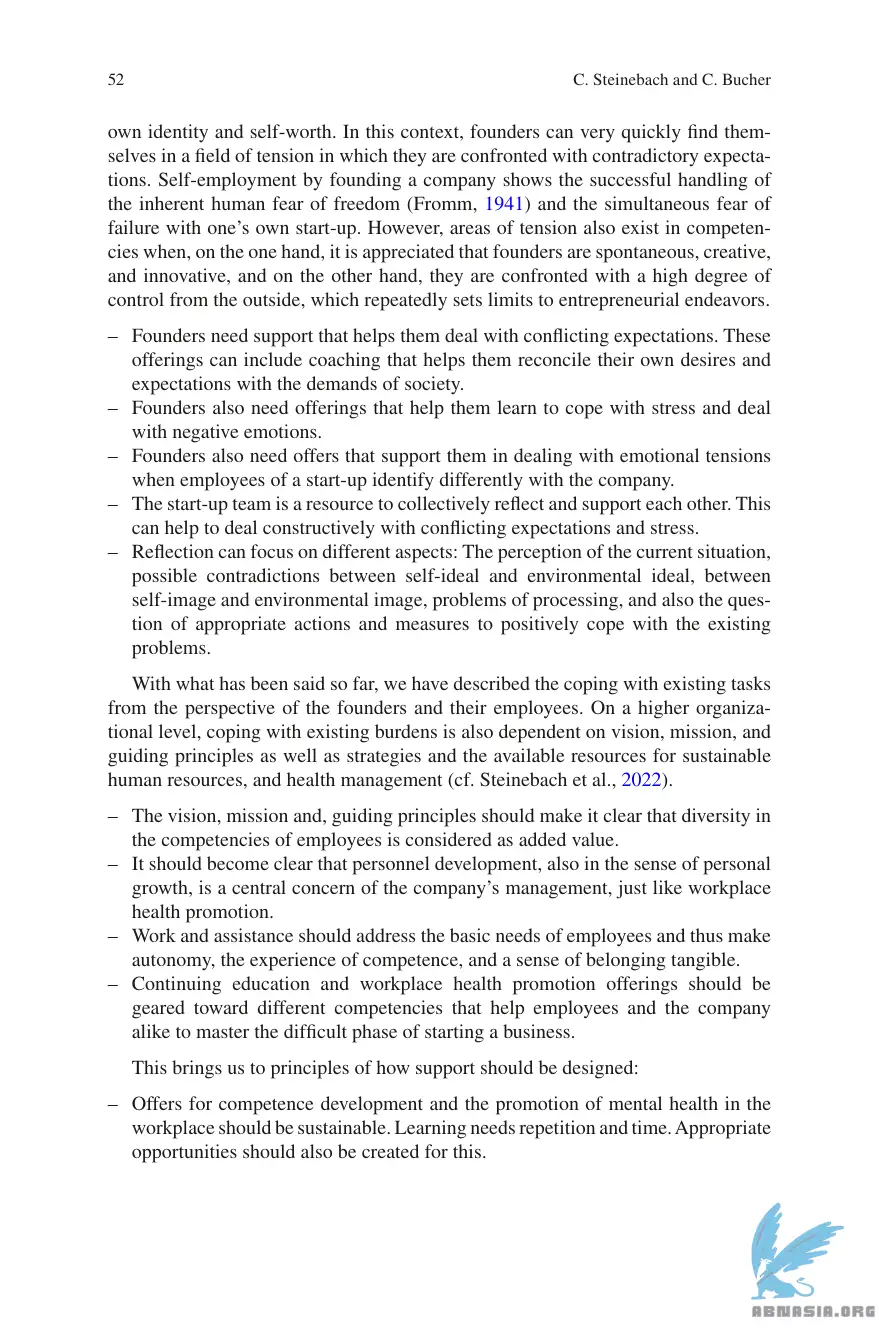 52
C. Steinebach and C. Bucher
own identity and self-worth. In this context, founders can very quickly find them-
selves in a field of tension in which they are confronted with contradictory expecta-
tions. Self-employment by founding a company shows the successful handling of
the inherent human fear of freedom (Fromm, 1941) and the simultaneous fear of
failure with one's own start-up. However, areas of tension also exist in competen-
cies when, on the one hand, it is appreciated that founders are spontaneous, creative,
and innovative, and on the other hand, they are confronted with a high degree of
control from the outside, which repeatedly sets limits to entrepreneurial endeavors.
– Founders need support that helps them deal with conflicting expectations. These
offerings can include coaching that helps them reconcile their own desires and
expectations with the demands of society.
– Founders also need offerings that help them learn to cope with stress and deal
with negative emotions.
– Founders also need offers that support them in dealing with emotional tensions
when employees of a start-up identify differently with the company.
– The start-up team is a resource to collectively reflect and support each other. This
can help to deal constructively with conflicting expectations and stress.
– Reflection can focus on different aspects: The perception of the current situation,
possible contradictions between self-ideal and environmental ideal, between
self-image and environmental image, problems of processing, and also the ques-
tion of appropriate actions and measures to positively cope with the existing
problems.
With what has been said so far, we have described the coping with existing tasks
from the perspective of the founders and their employees. On a higher organiza-
tional level, coping with existing burdens is also dependent on vision, mission, and
guiding principles as well as strategies and the available resources for sustainable
human resources, and health management (cf. Steinebach et al., 2022).
– The vision, mission and, guiding principles should make it clear that diversity in
the competencies of employees is considered as added value.
– It should become clear that personnel development, also in the sense of personal
growth, is a central concern of the company's management, just like workplace
health promotion.
– Work and assistance should address the basic needs of employees and thus make
autonomy, the experience of competence, and a sense of belonging tangible.
– Continuing education and workplace health promotion offerings should be
geared toward different competencies that help employees and the company
alike to master the difficult phase of starting a business.
This brings us to principles of how support should be designed:
– Offers for competence development and the promotion of mental health in the
workplace should be sustainable. Learning needs repetition and time. Appropriate
opportunities should also be created for this.
ABNASIA.ORG